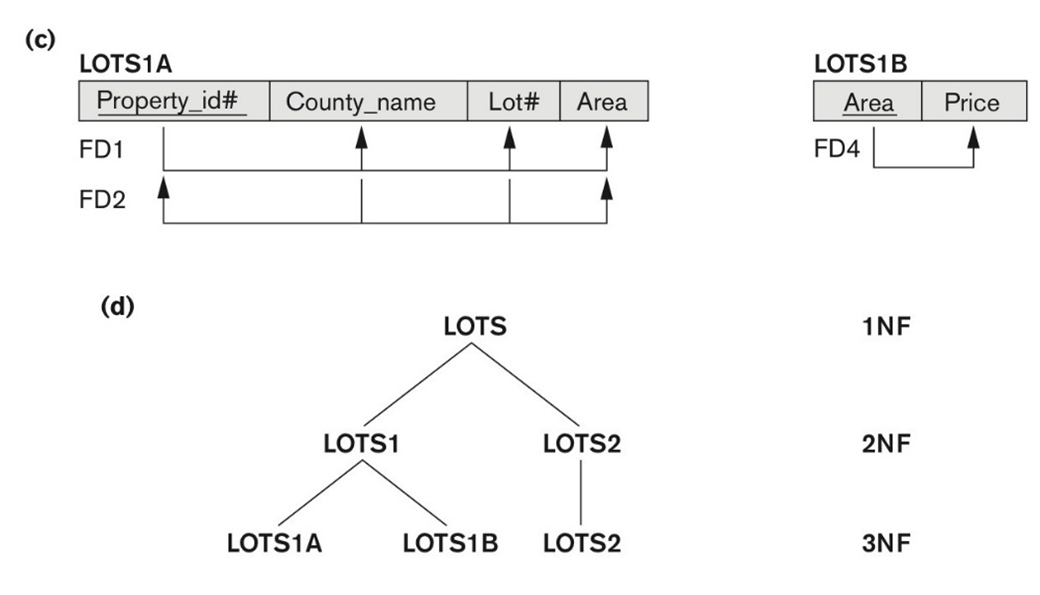 (c)
LOTS1A LOTS1B
Property_id# County_name Lot# Area Area Price
FD1 FD4
FD2
(d)
LOTS 1NF
LOTS1 LOTS2 2NF
LOTS1A LOTS1B LOTS2 3NF